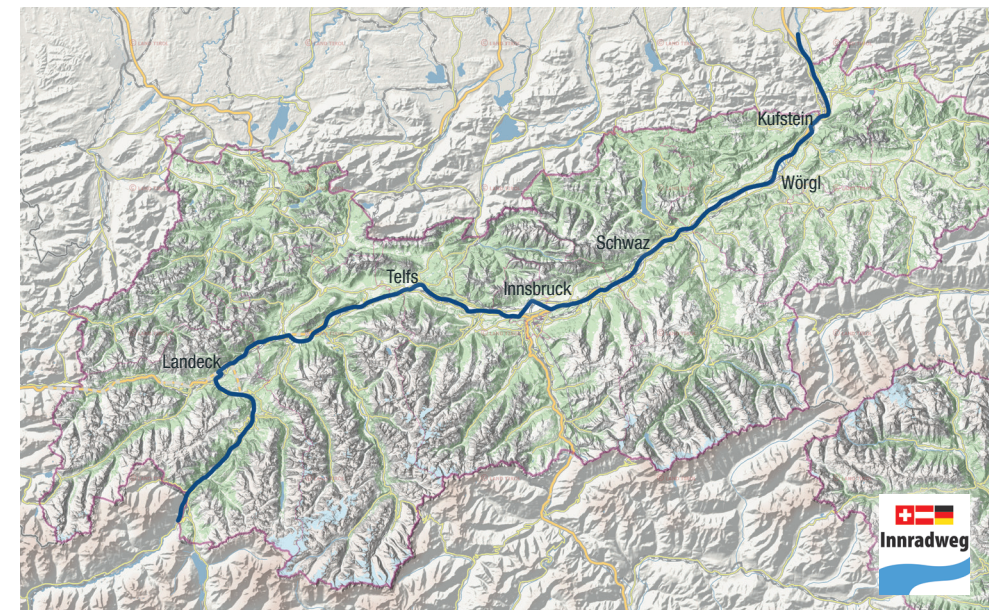 Kufstein
Wörgl
Schwaz
Telfs
Innsbruck
Landeck
Innradweg